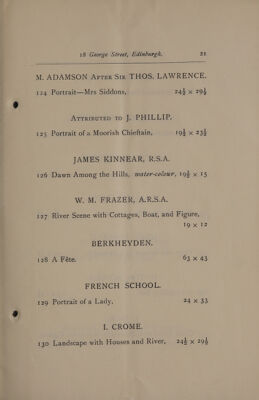 18 George Street, Edinburgh. 21
M. ADAMSON AFTER SIR THOS. LAWRENCE.
124 Portrait—Mrs Siddons, 24½ x 29½
ATTRIBUTED TO J. PHILLIP.
125 Portrait of a Moorish Chieftain, 19½ x 23½
JAMES KINNEAR, R.S.A.
126 Dawn Among the Hills, water-colour, 19½ x 15
W. M. FRAZER, A.R.S.A.
127 River Scene with Cottages, Boat, and Figure,
19 x 12
BERKHEYDEN.
128 A Fête. 63 x 43
FRENCH SCHOOL.
129 Portrait of a Lady, 24 x 33
I. CROME.
130 Landscape with Houses and River, 24½ x 29½